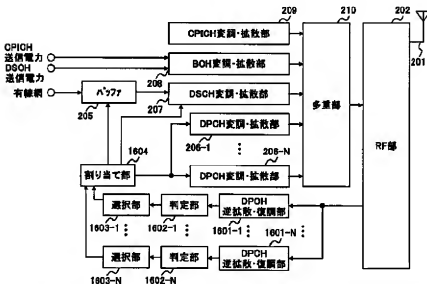 209
210
202
CPICH変調・拡散部
CPICH
送信電力
BCH変調・拡散部
DSCH
送信電力
208
201
有線網
バッファ
DSCH変調・拡散部
205
207
多重部
DPCH変調・拡散部
206-1
RF部
1604
割り当て部
DPCH変調・拡散部
206-N
選択部
判定部
DPCH
逆拡散・復調部
1603-1
1602-1
1601-1
1601-N
選択部
判定部
DPCH
逆拡散・復調部
1603-N
1602-N